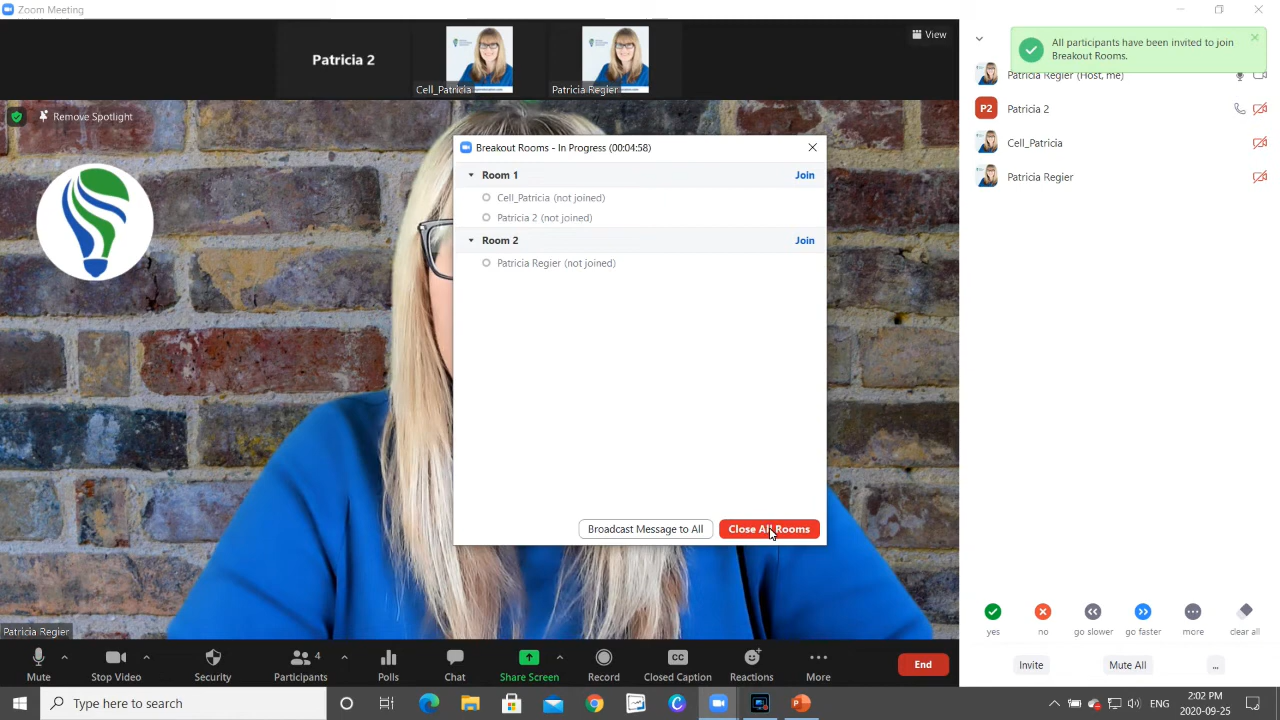 Zoom Meeting
Patricia 2
Cell_Patricia
Patricia Regier
View
Remove Spotlight
Breakout Rooms - In Progress (00:04:58)
Room 1
Join
Cell_Patricia (not joined)
Patricia 2 (not joined)
Room 2
Join
Patricia Regier (not joined)
Broadcast Message to All
Close All Rooms
All participants have been invited to join
Breakout Rooms.
Patricia Regier (Host, me)
P2
Patricia 2
Cell_Patricia
Patricia Regier
yes
no
go slower
go faster
more
clear all
Invite
Mute All
...
Patricia Regier
Mute
Stop Video
Security
4
Participants
Polls
Chat
Share Screen
Record
CC
Closed Caption
Reactions
More
End
Type here to search
ENG
2:02 PM
2020-09-25